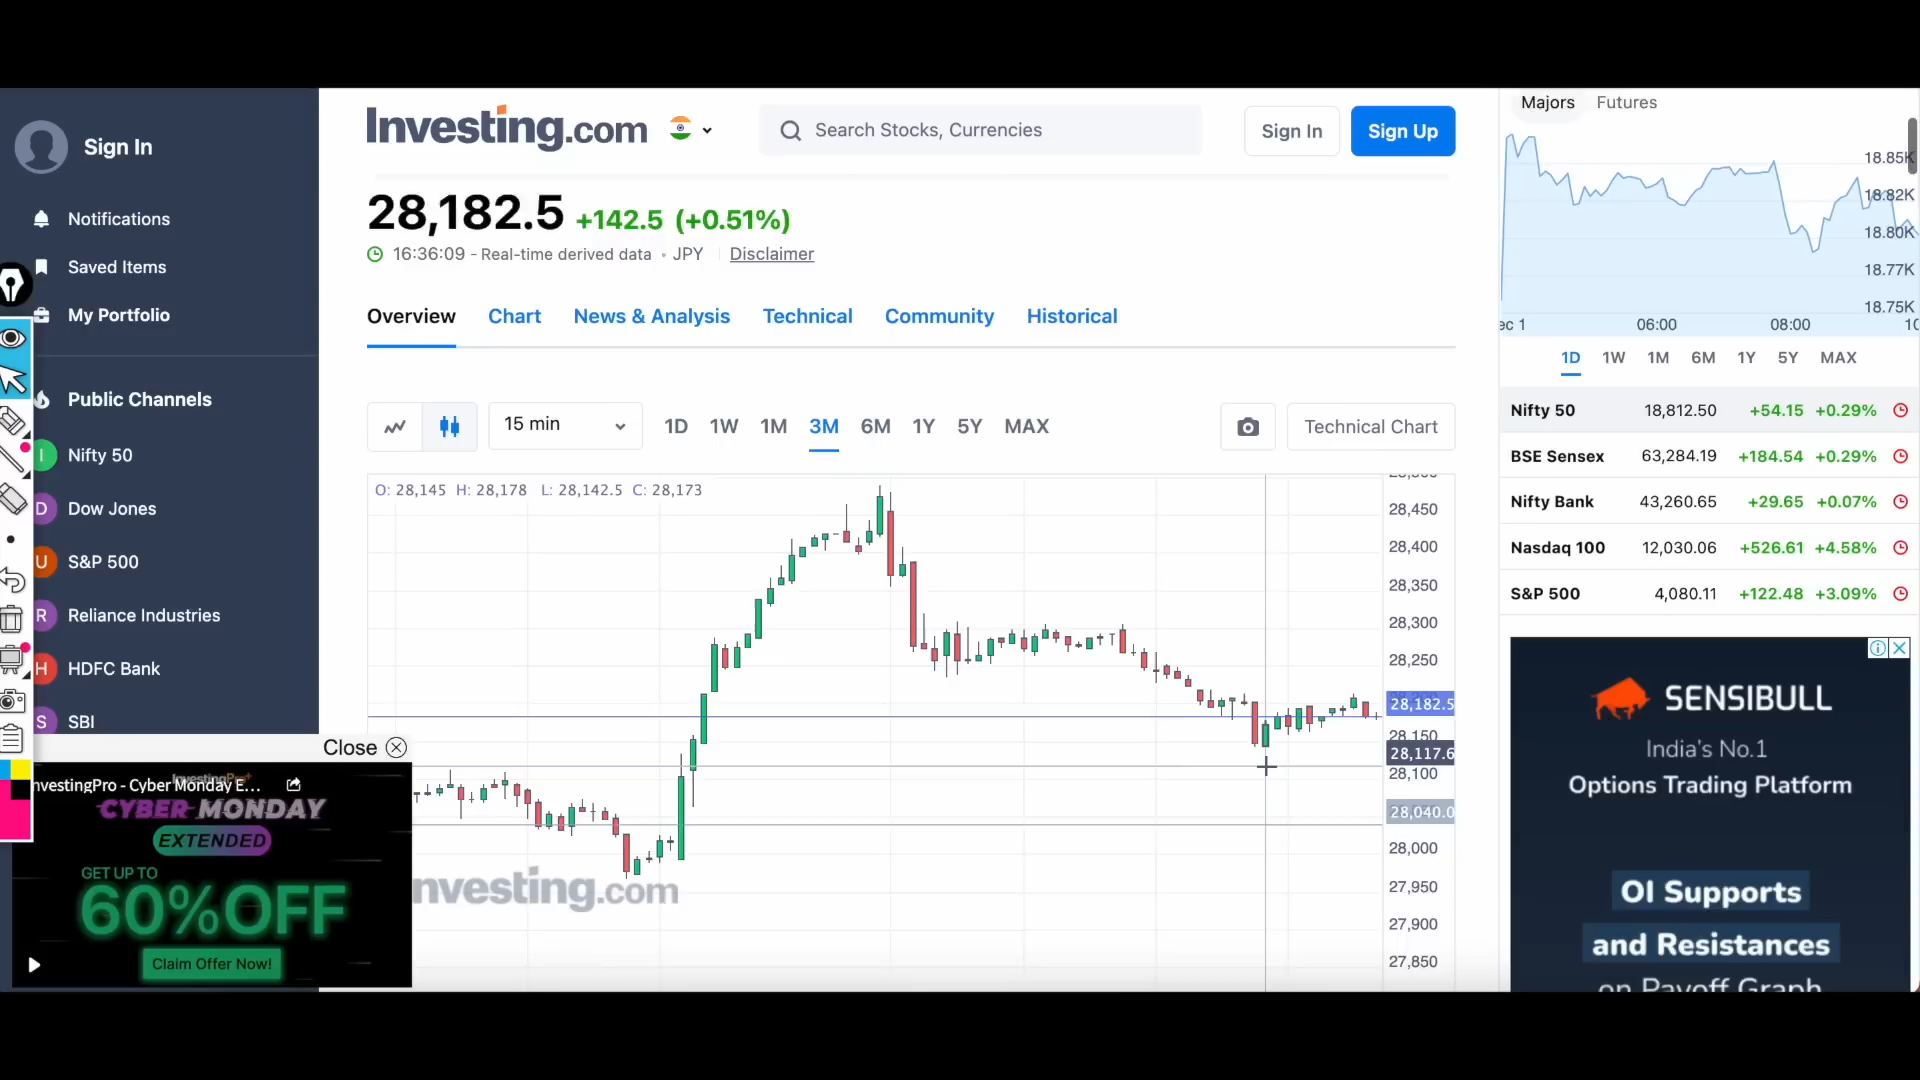 Sign In
Notifications
Saved Items
My Portfolio
Public Channels
I Nifty 50
D Dow Jones
U S&P 500
R Reliance Industries
H HDFC Bank
S SBI
Close
InvestingPro - Cyber Monday E...
CYBER MONDAY
EXTENDED
GET UP TO
60%OFF
Claim Offer Now!
Investing.com
Search Stocks, Currencies
Sign In
Sign Up
28,182.5 +142.5 (+0.51%)
16:36:09 - Real-time derived data • JPY Disclaimer
Overview Chart News & Analysis Technical Community Historical
15 min 1D 1W 1M 3M 6M 1Y 5Y MAX Technical Chart
O: 28,145 H: 28,178 L: 28,142.5 C: 28,173
28,450
28,400
28,350
28,300
28,250
28,182.5
28,150
28,117.6
28,100
28,040.0
28,000
27,950
27,900
27,850
nvesting.com
Majors Futures
18.85K
18.82K
18.80K
18.77K
18.75K
ec 1 06:00 08:00 10
1D 1W 1M 6M 1Y 5Y MAX
Nifty 50 18,812.50 +54.15 +0.29%
BSE Sensex 63,284.19 +184.54 +0.29%
Nifty Bank 43,260.65 +29.65 +0.07%
Nasdaq 100 12,030.06 +526.61 +4.58%
S&P 500 4,080.11 +122.48 +3.09%
SENSIBULL
India's No.1
Options Trading Platform
OI Supports
and Resistances
on Payoff Graph